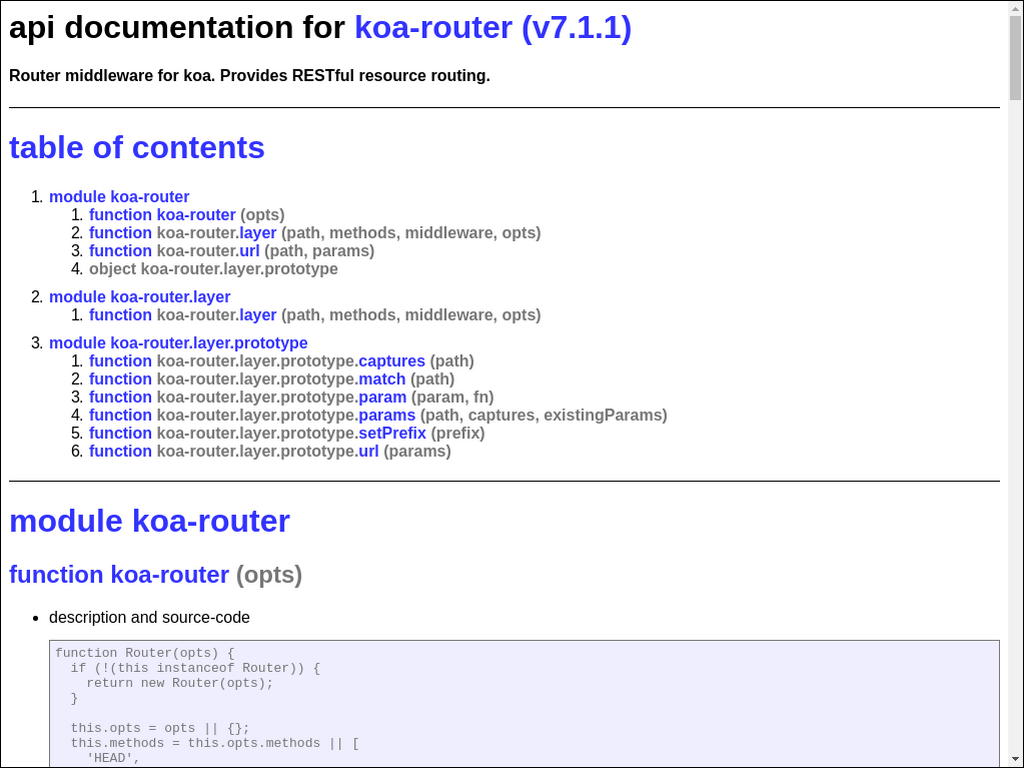 api documentation for koa-router (v7.1.1)
Router middleware for koa. Provides RESTful resource routing.
table of contents
1. module koa-router
1. function koa-router (opts)
2. function koa-router.layer (path, methods, middleware, opts)
3. function koa-router.url (path, params)
4. object koa-router.layer.prototype
2. module koa-router.layer
1. function koa-router.layer (path, methods, middleware, opts)
3. module koa-router.layer.prototype
1. function koa-router.layer.prototype.captures (path)
2. function koa-router.layer.prototype.match (path)
3. function koa-router.layer.prototype.param (param, fn)
4. function koa-router.layer.prototype.params (path, captures, existingParams)
5. function koa-router.layer.prototype.setPrefix (prefix)
6. function koa-router.layer.prototype.url (params)
module koa-router
function koa-router (opts)
• description and source-code
function Router(opts) {
  if (!(this instanceof Router)) {
    return new Router(opts);
  }
  this.opts = opts || {};
  this.methods = this.opts.methods || [
    'HEAD',